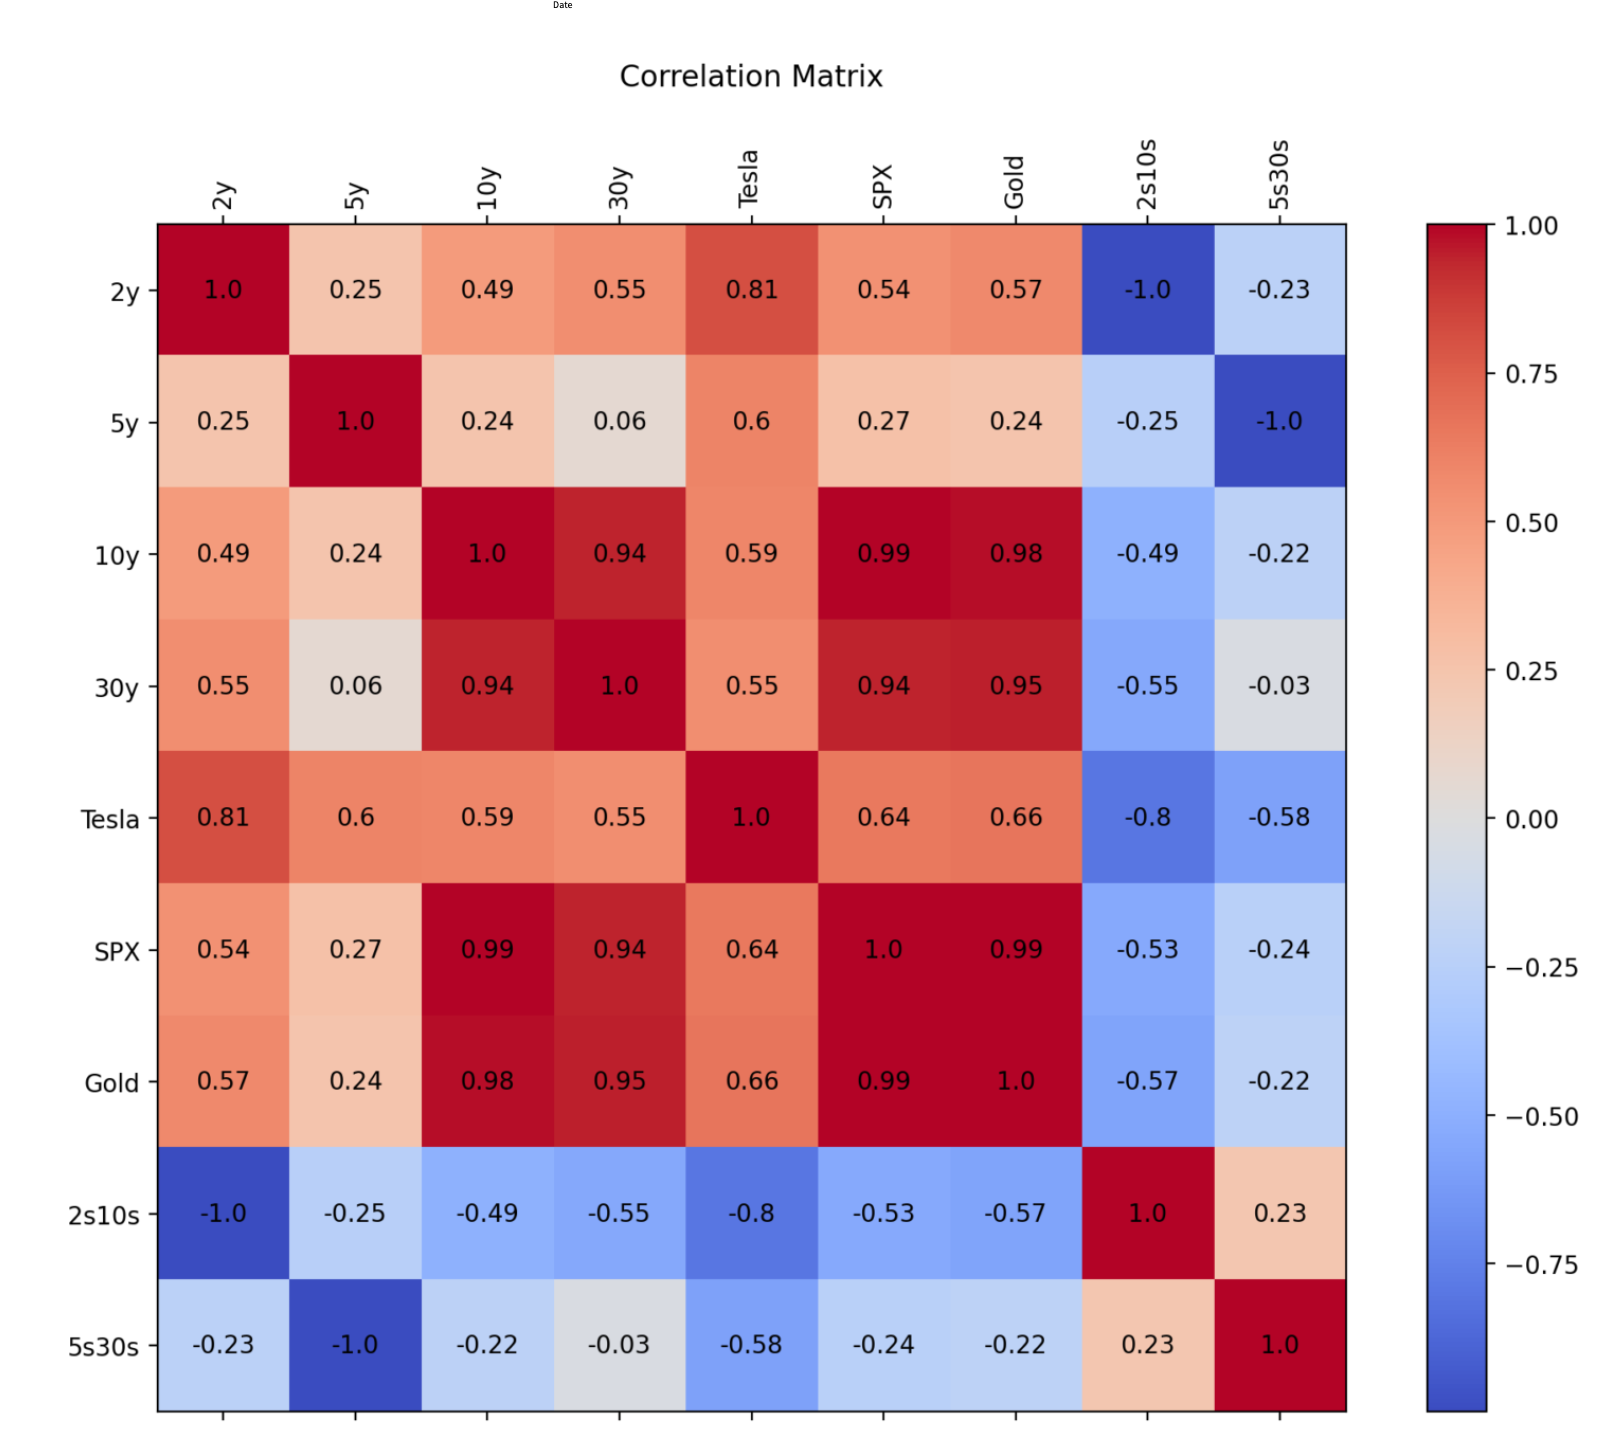 Date
Correlation Matrix
2y 5y 10y 30y Tesla SPX Gold 2s10s 5s30s
2y 1.0 0.25 0.49 0.55 0.81 0.54 0.57 -1.0 -0.23
5y 0.25 1.0 0.24 0.06 0.6 0.27 0.24 -0.25 -1.0
10y 0.49 0.24 1.0 0.94 0.59 0.99 0.98 -0.49 -0.22
30y 0.55 0.06 0.94 1.0 0.55 0.94 0.95 -0.55 -0.03
Tesla 0.81 0.6 0.59 0.55 1.0 0.64 0.66 -0.8 -0.58
SPX 0.54 0.27 0.99 0.94 0.64 1.0 0.99 -0.53 -0.24
Gold 0.57 0.24 0.98 0.95 0.66 0.99 1.0 -0.57 -0.22
2s10s -1.0 -0.25 -0.49 -0.55 -0.8 -0.53 -0.57 1.0 0.23
5s30s -0.23 -1.0 -0.22 -0.03 -0.58 -0.24 -0.22 0.23 1.0
1.00
0.75
0.50
0.25
0.00
−0.25
−0.50
−0.75